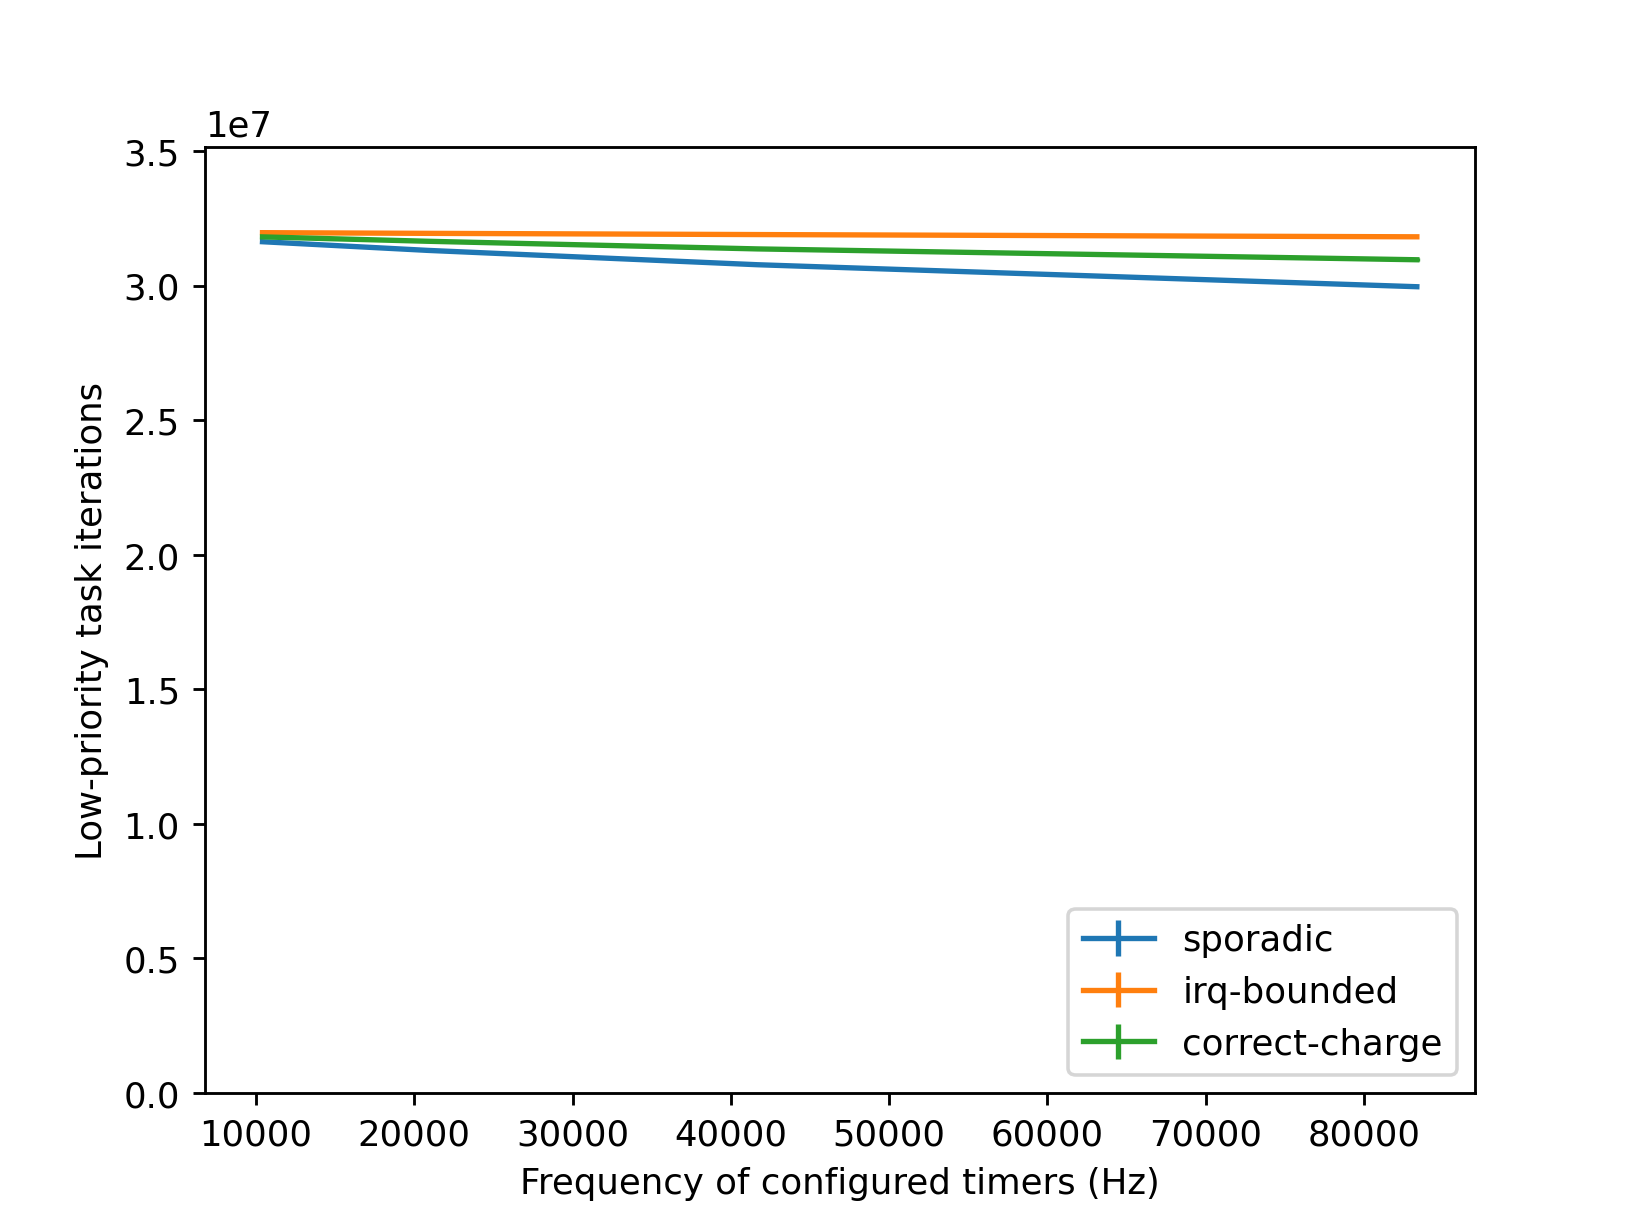 1e7
3.5
3.0
2.5
2.0
1.5
1.0
0.5
0.0
Low-priority task iterations
sporadic
irq-bounded
correct-charge
10000 20000 30000 40000 50000 60000 70000 80000
Frequency of configured timers (Hz)